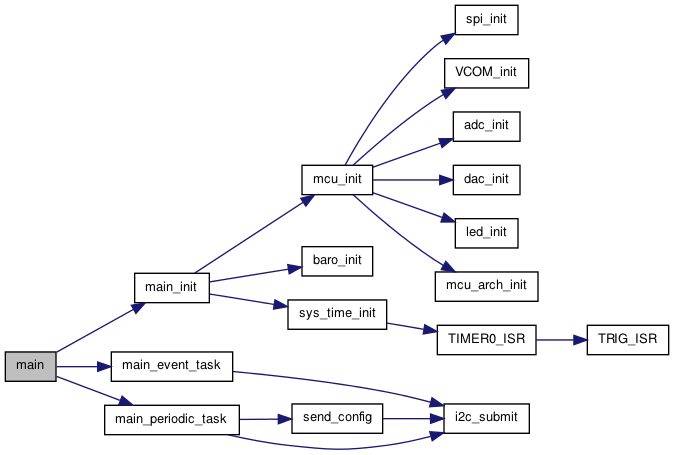 spi_init
VCOM_init
adc_init
mcu_init
dac_init
led_init
baro_init
main_init
mcu_arch_init
sys_time_init
TIMER0_ISR
TRIG_ISR
main
main_event_task
main_periodic_task
send_config
i2c_submit